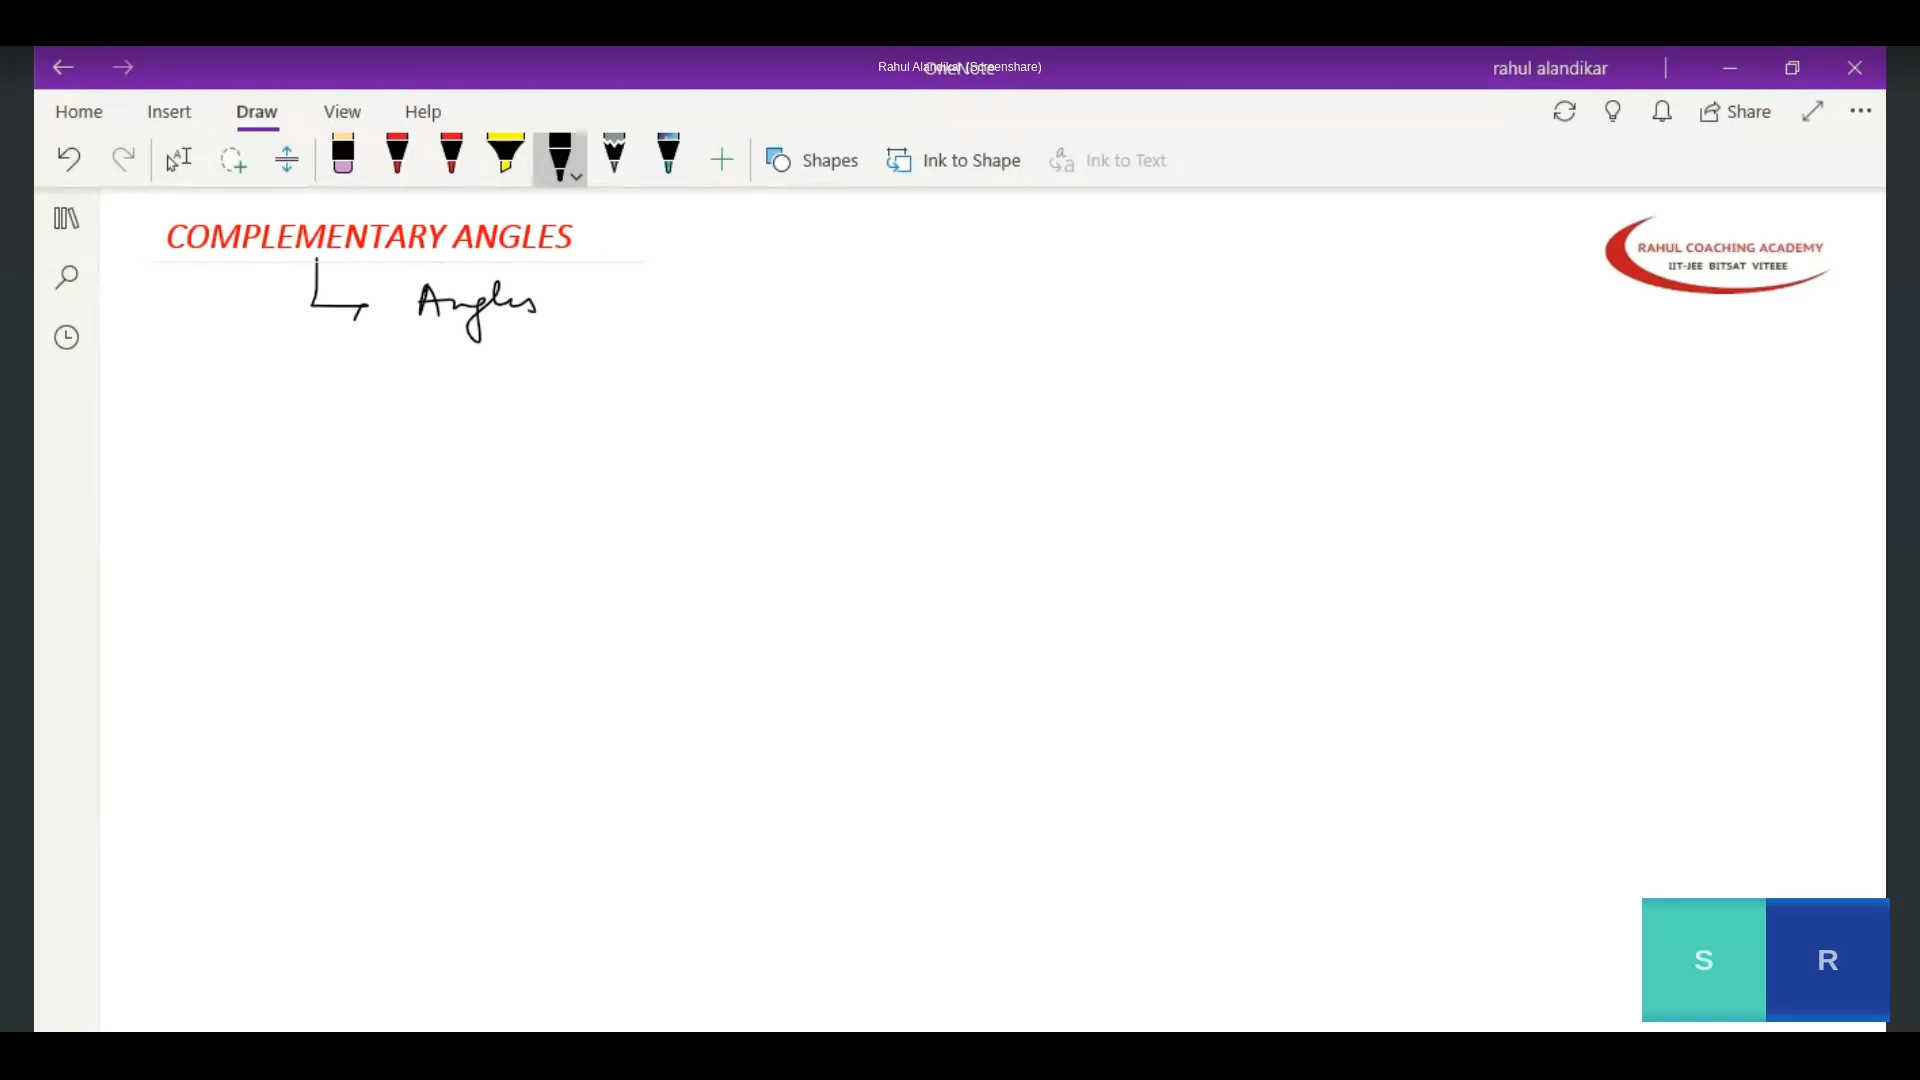 Rahul Alandikar (Screenshare)
rahul alandikar
Home Insert Draw View Help
Share
Shapes Ink to Shape Ink to Text
COMPLEMENTARY ANGLES
Angles
RAHUL COACHING ACADEMY
IIT-JEE BITSAT VITEEE
S R